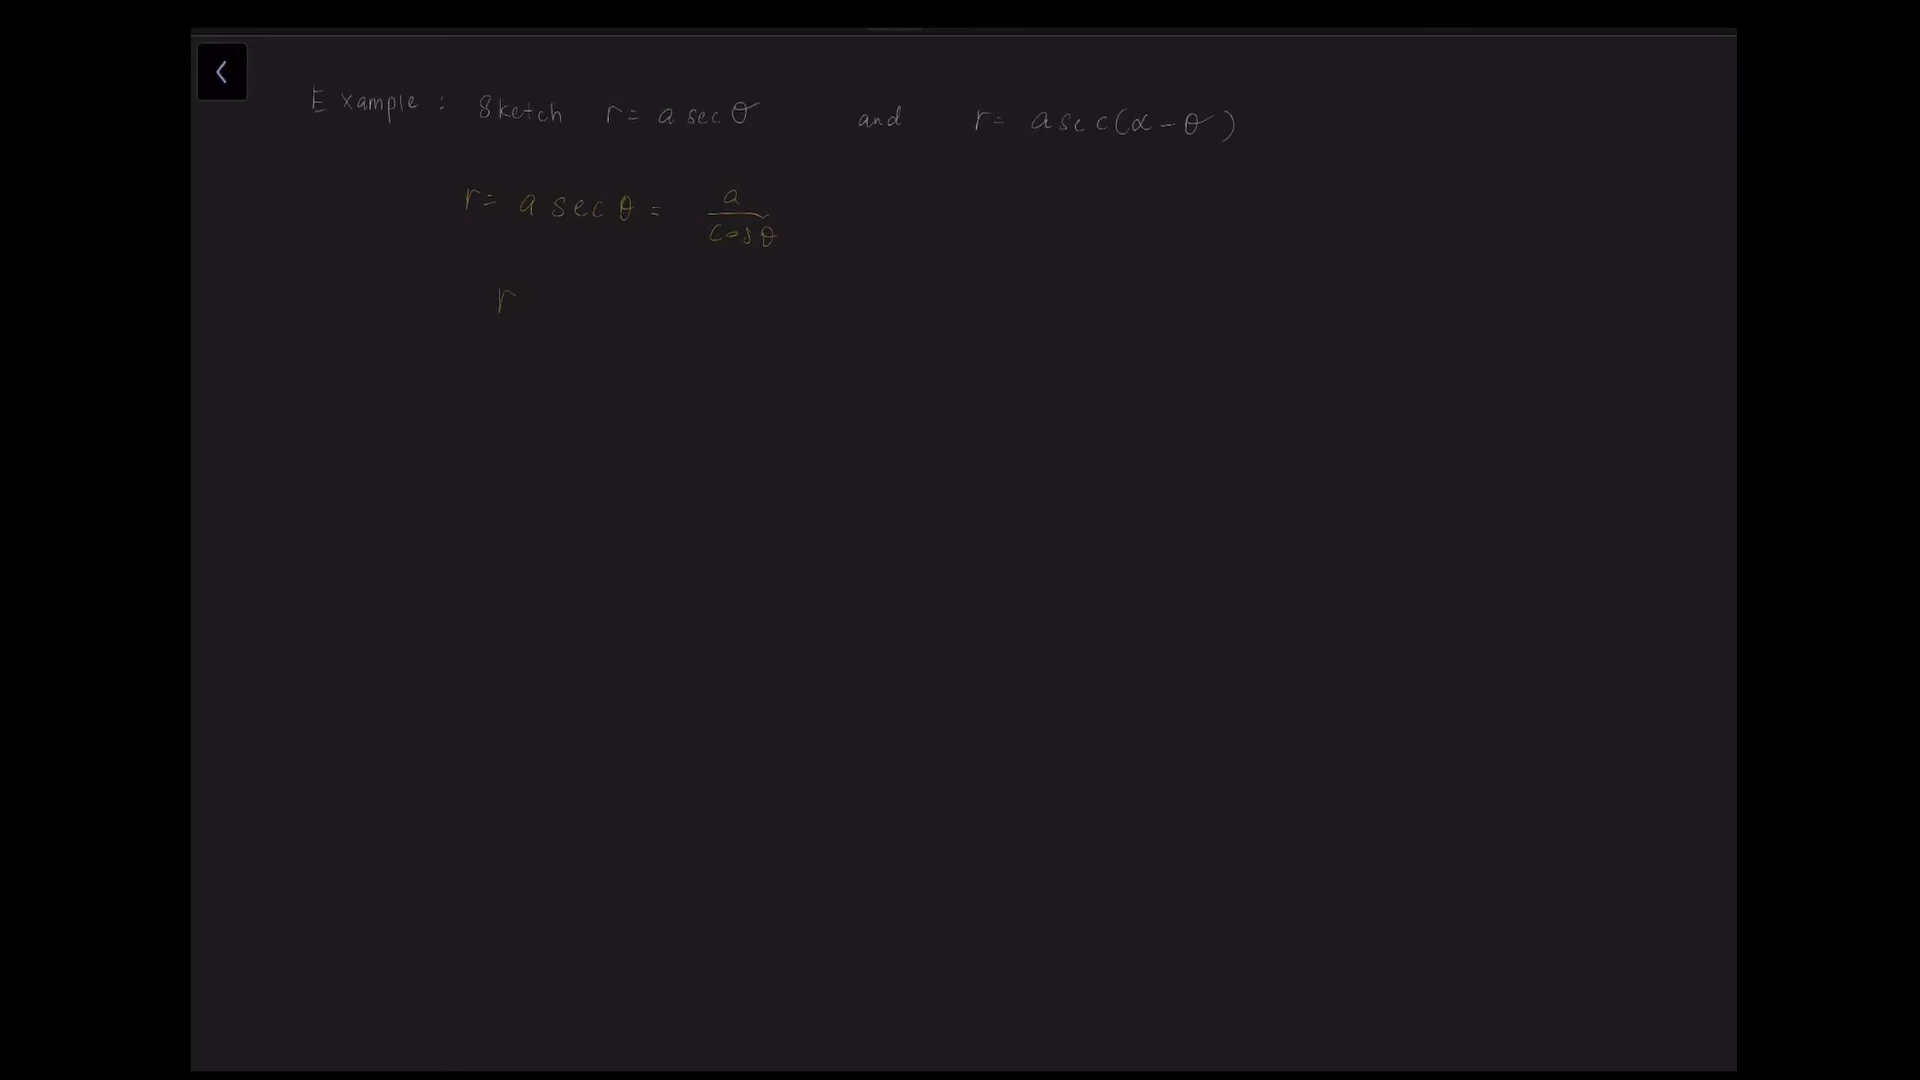 Example : Sketch r = a sec θ and r = a sec(α - θ)
r = a sec θ = a / cos θ
r